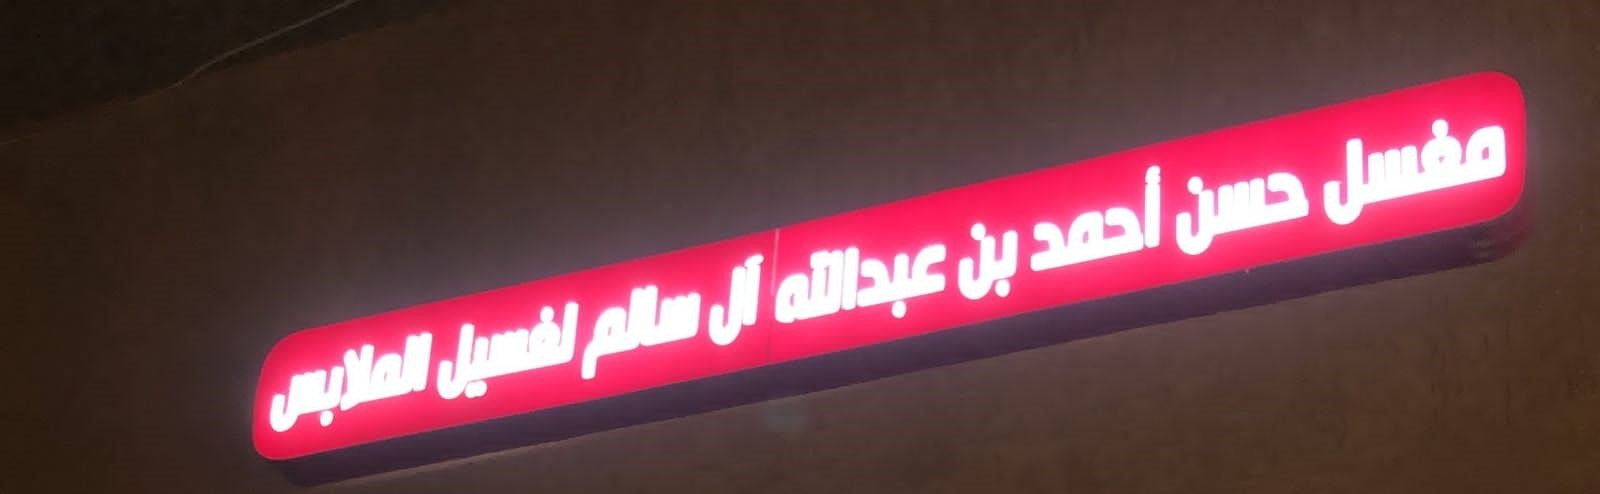 مغسل حسن أحمد بن عبدالله آل سالم لغسيل الملابس